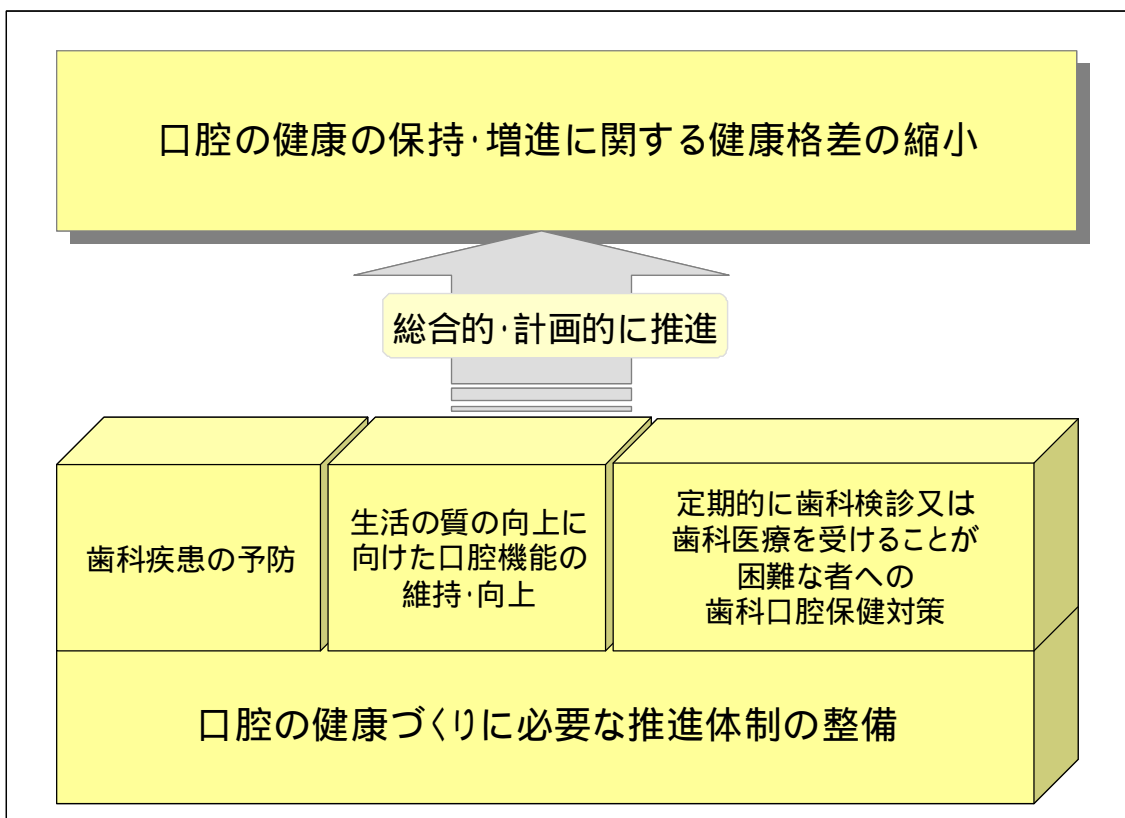 口腔の健康の保持･増進に関する健康格差の縮小
総合的･計画的に推進
歯科疾患の予防
生活の質の向上に
向けた口腔機能の
維持･向上
定期的に歯科検診又は
歯科医療を受けることが
困難な者への
歯科口腔保健対策
口腔の健康づくりに必要な推進体制の整備